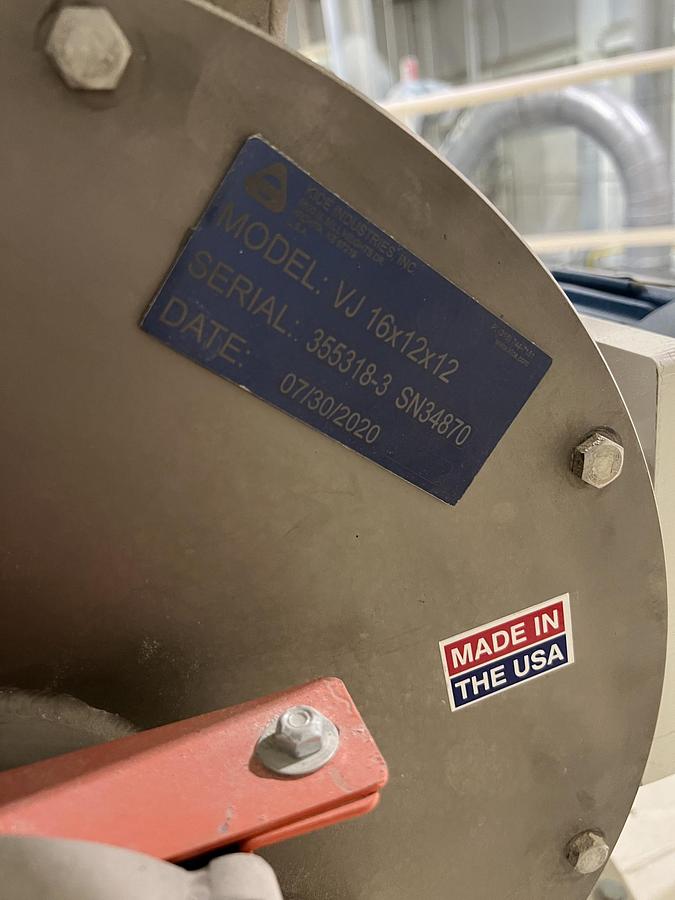 KICE INDUSTRIES, INC.
MODEL: VJ 16x12x12
SERIAL: 355318-3 SN34870
DATE: 07/30/2020
MADE IN
THE USA